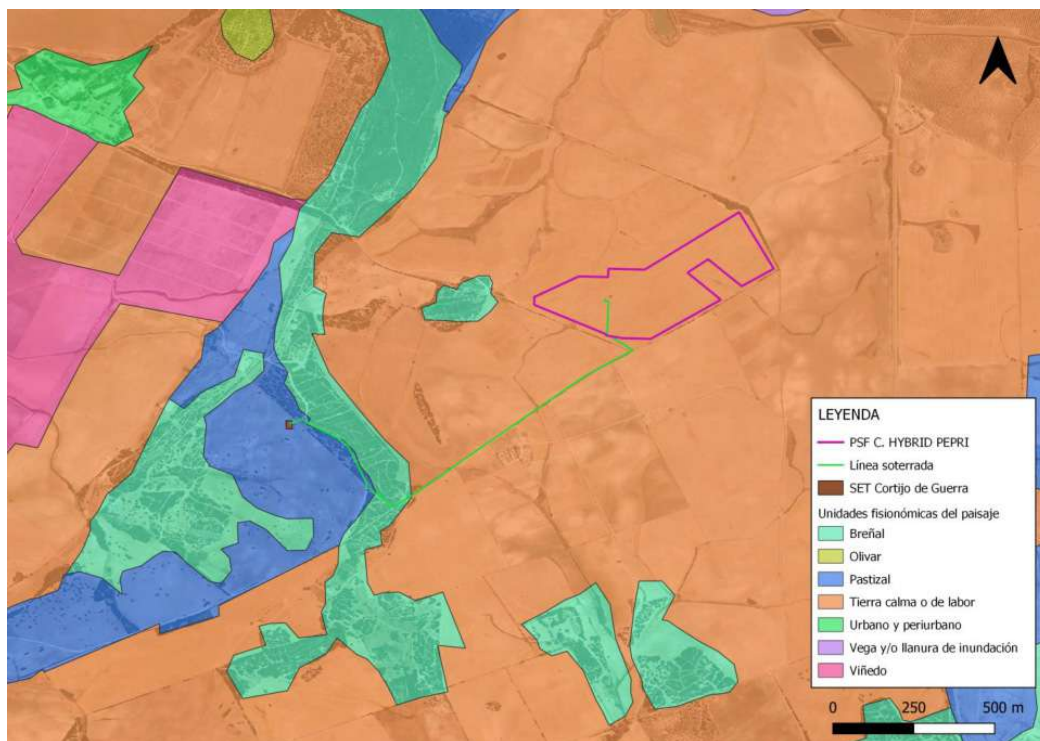 LEYENDA
PSF C. HYBRID PEPRI
Línea soterrada
SET Cortijo de Guerra
Unidades fisionómicas del paisaje
Breñal
Olivar
Pastizal
Tierra calma o de labor
Urbano y periurbano
Vega y/o llanura de inundación
Viñedo
0 250 500 m